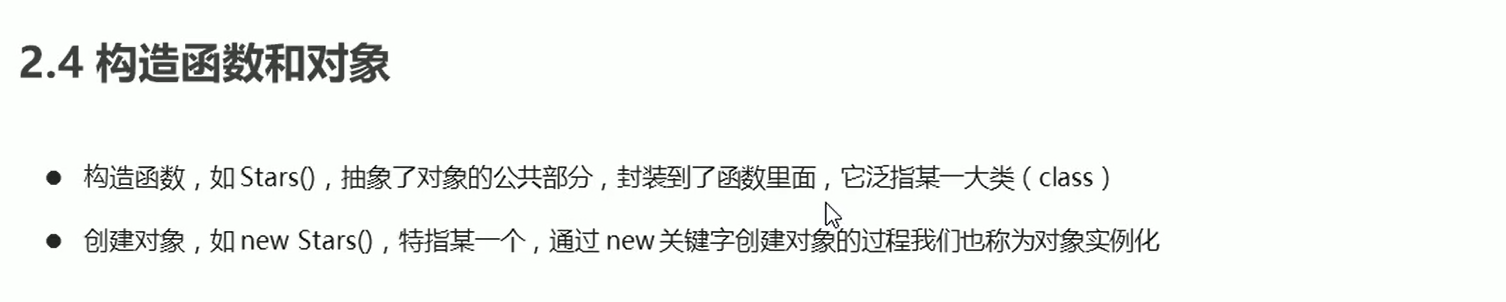 2.4 构造函数和对象
● 构造函数，如 Stars()，抽象了对象的公共部分，封装到了函数里面，它泛指某一大类（class）
● 创建对象，如 new Stars()，特指某一个，通过 new 关键字创建对象的过程我们也称为对象实例化